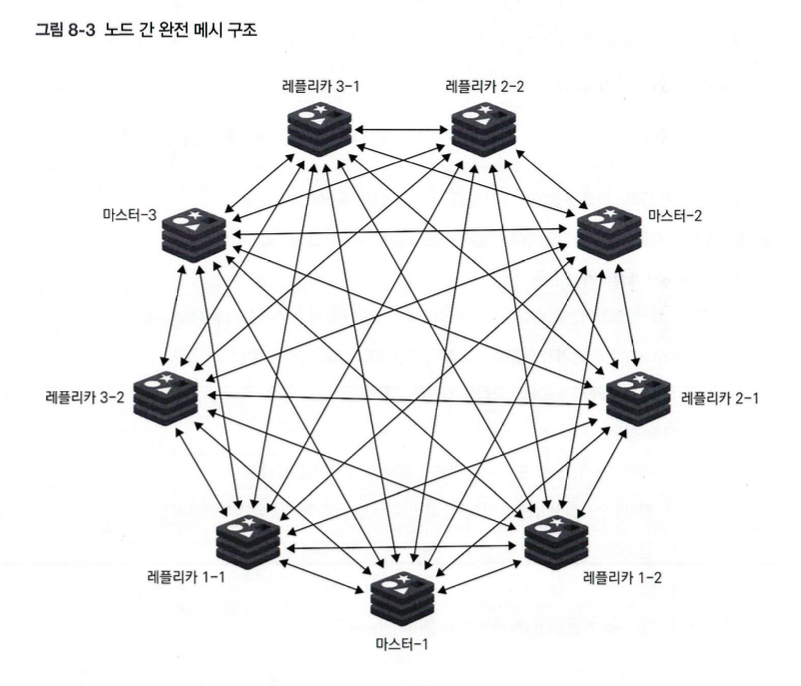 그림 8-3 노드 간 완전 메시 구조
레플리카 3-1
레플리카 2-2
마스터-3
마스터-2
레플리카 3-2
레플리카 2-1
레플리카 1-1
레플리카 1-2
마스터-1